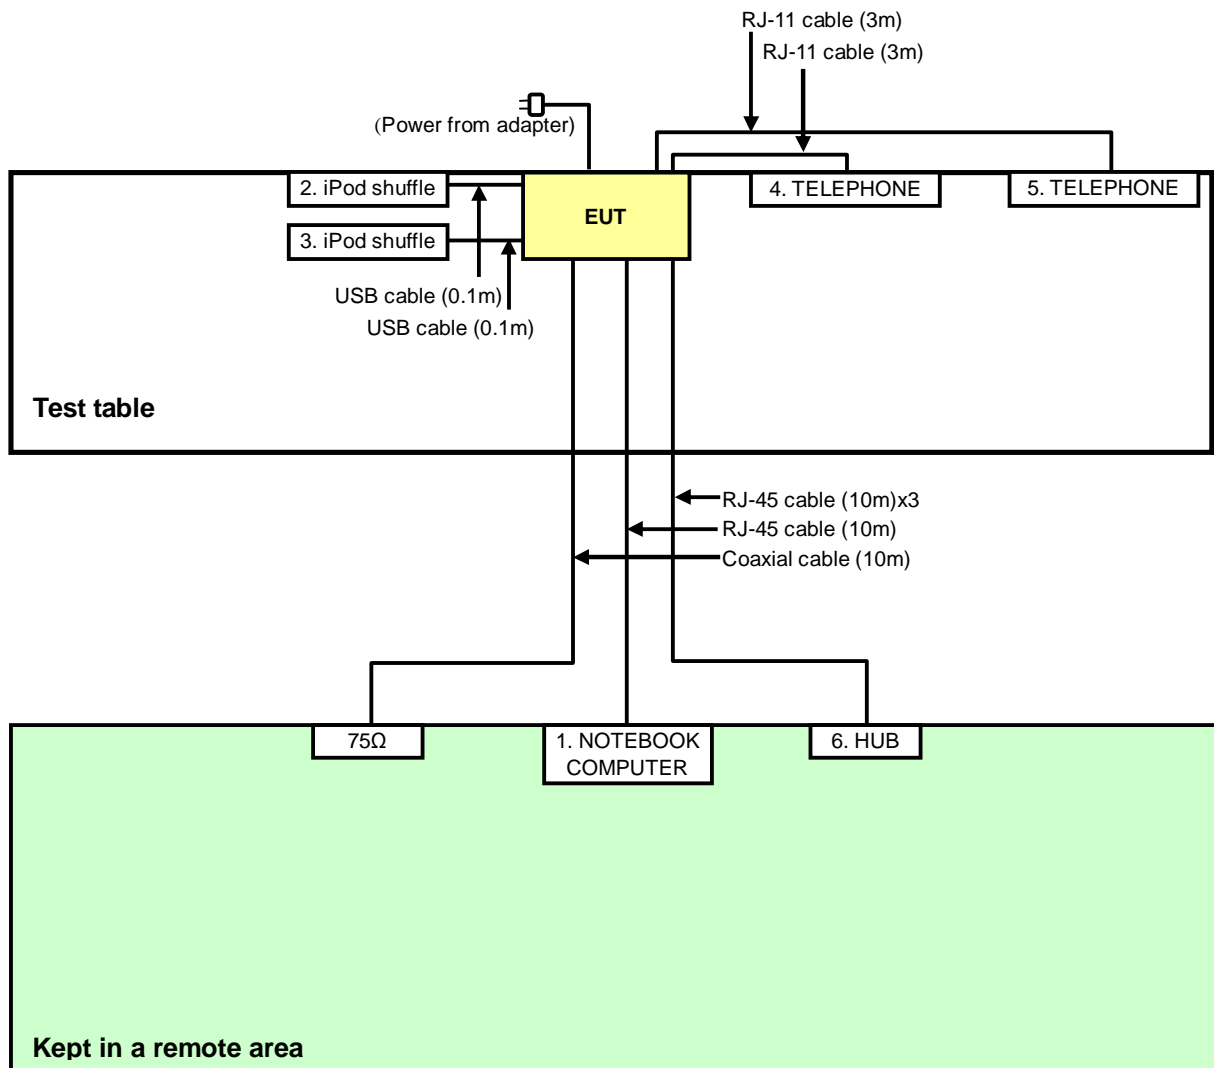 RJ-11 cable (3m)
RJ-11 cable (3m)
(Power from adapter)
2. iPod shuffle
EUT
4. TELEPHONE
5. TELEPHONE
3. iPod shuffle
USB cable (0.1m)
USB cable (0.1m)
Test table
RJ-45 cable (10m)x3
RJ-45 cable (10m)
Coaxial cable (10m)
75Ω
1. NOTEBOOK
COMPUTER
6. HUB
Kept in a remote area